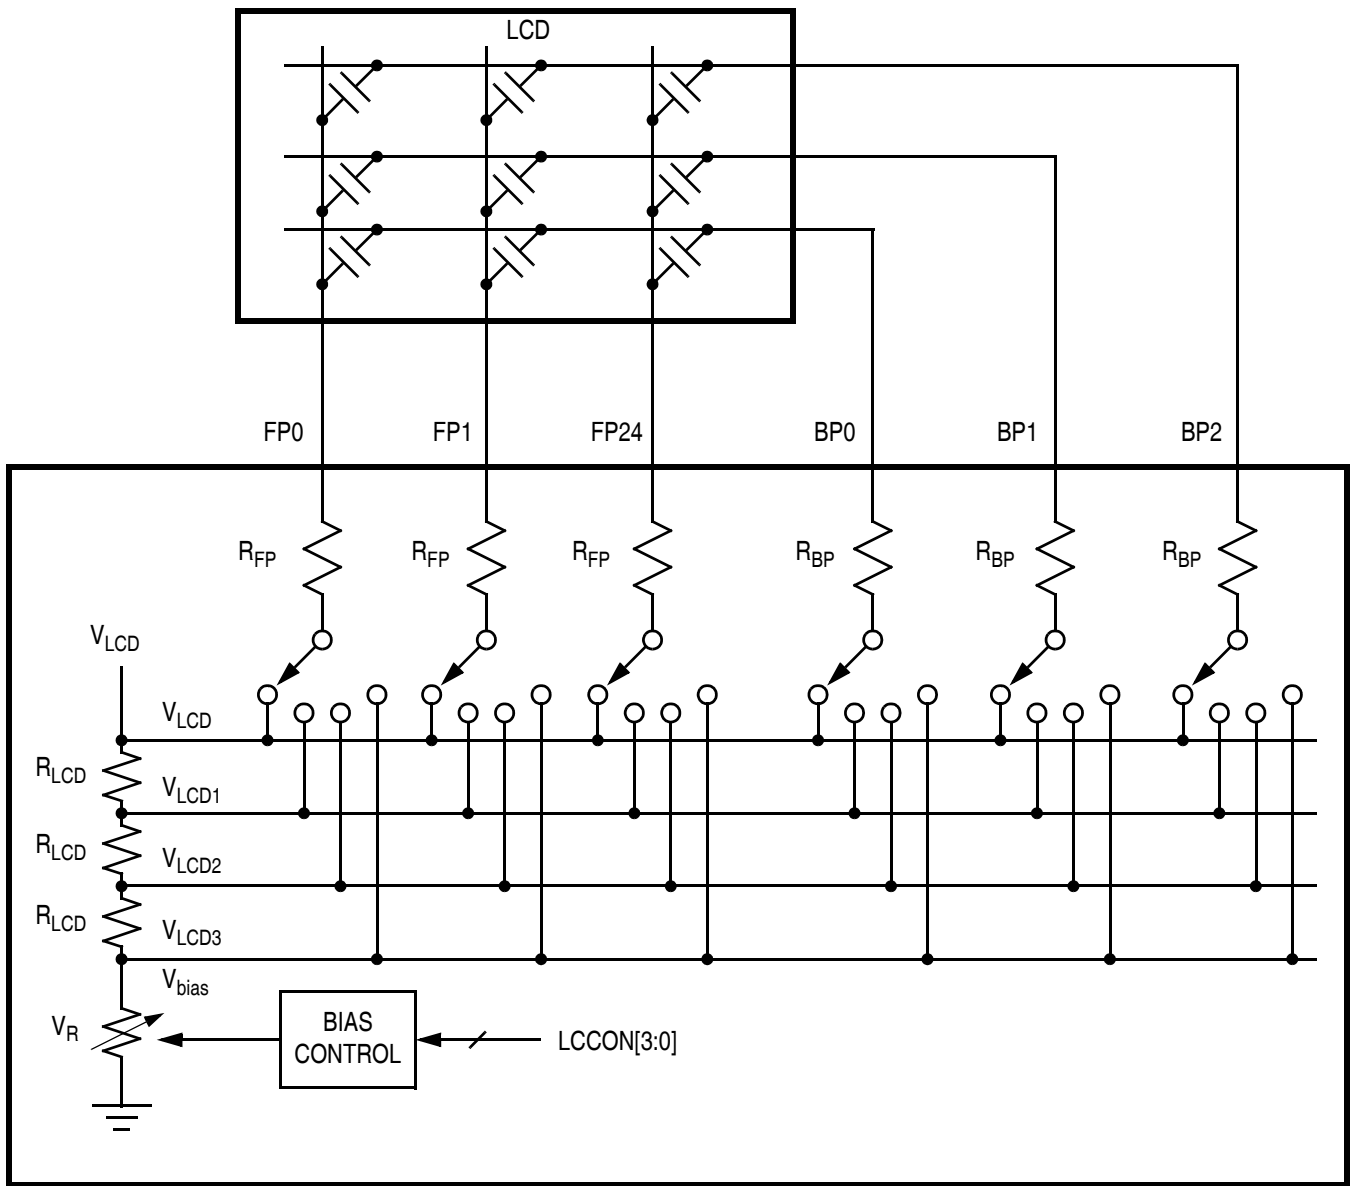 LCD
FP0 FP1 FP24 BP0 BP1 BP2
RFP RFP RFP RBP RBP RBP
VLCD
VLCD
RLCD
VLCD1
RLCD
VLCD2
RLCD
VLCD3
Vbias
VR
BIAS
CONTROL
LCCON[3:0]